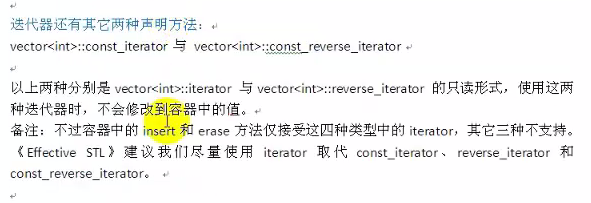 迭代器还有其它两种声明方法：
vector<int>::const_iterator 与 vector<int>::const_reverse_iterator
以上两种分别是 vector<int>::iterator 与 vector<int>::reverse_iterator 的只读形式，使用这两
种迭代器时，不会修改到容器中的值。
备注：不过容器中的 insert 和 erase 方法仅接受这四种类型中的 iterator，其它三种不支持。
《Effective STL》建议我们尽量使用 iterator 取代 const_iterator、reverse_iterator 和
const_reverse_iterator。